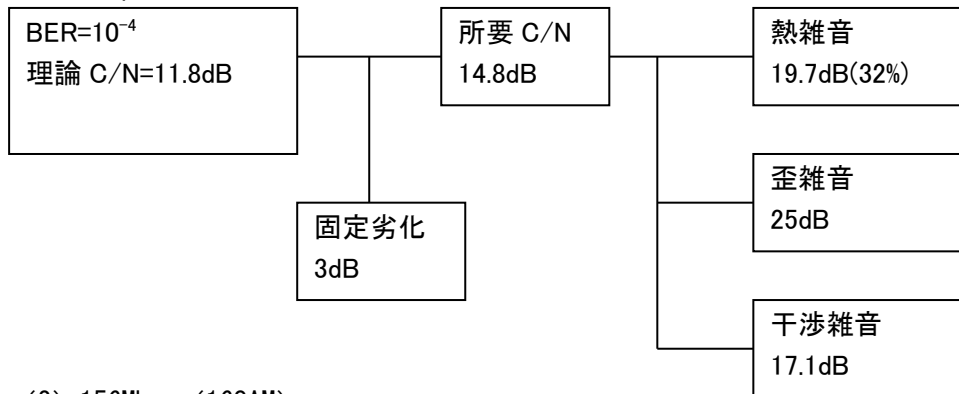 BER=10⁻⁴
理論 C/N=11.8dB
所要 C/N
14.8dB
熱雑音
19.7dB(32%)
固定劣化
3dB
歪雑音
25dB
干渉雑音
17.1dB